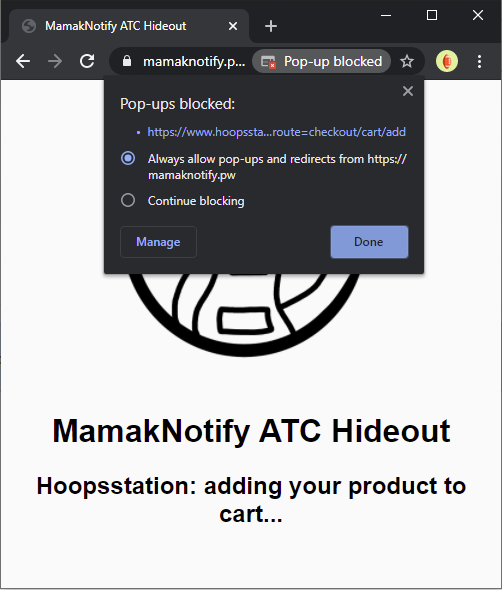 MamakNotify ATC Hideout
mamaknotify.p...
Pop-up blocked
Pop-ups blocked:
• https://www.hoopssta...route=checkout/cart/add
Always allow pop-ups and redirects from https://
mamaknotify.pw
Continue blocking
Manage
Done
MamakNotify ATC Hideout
Hoopsstation: adding your product to
cart...